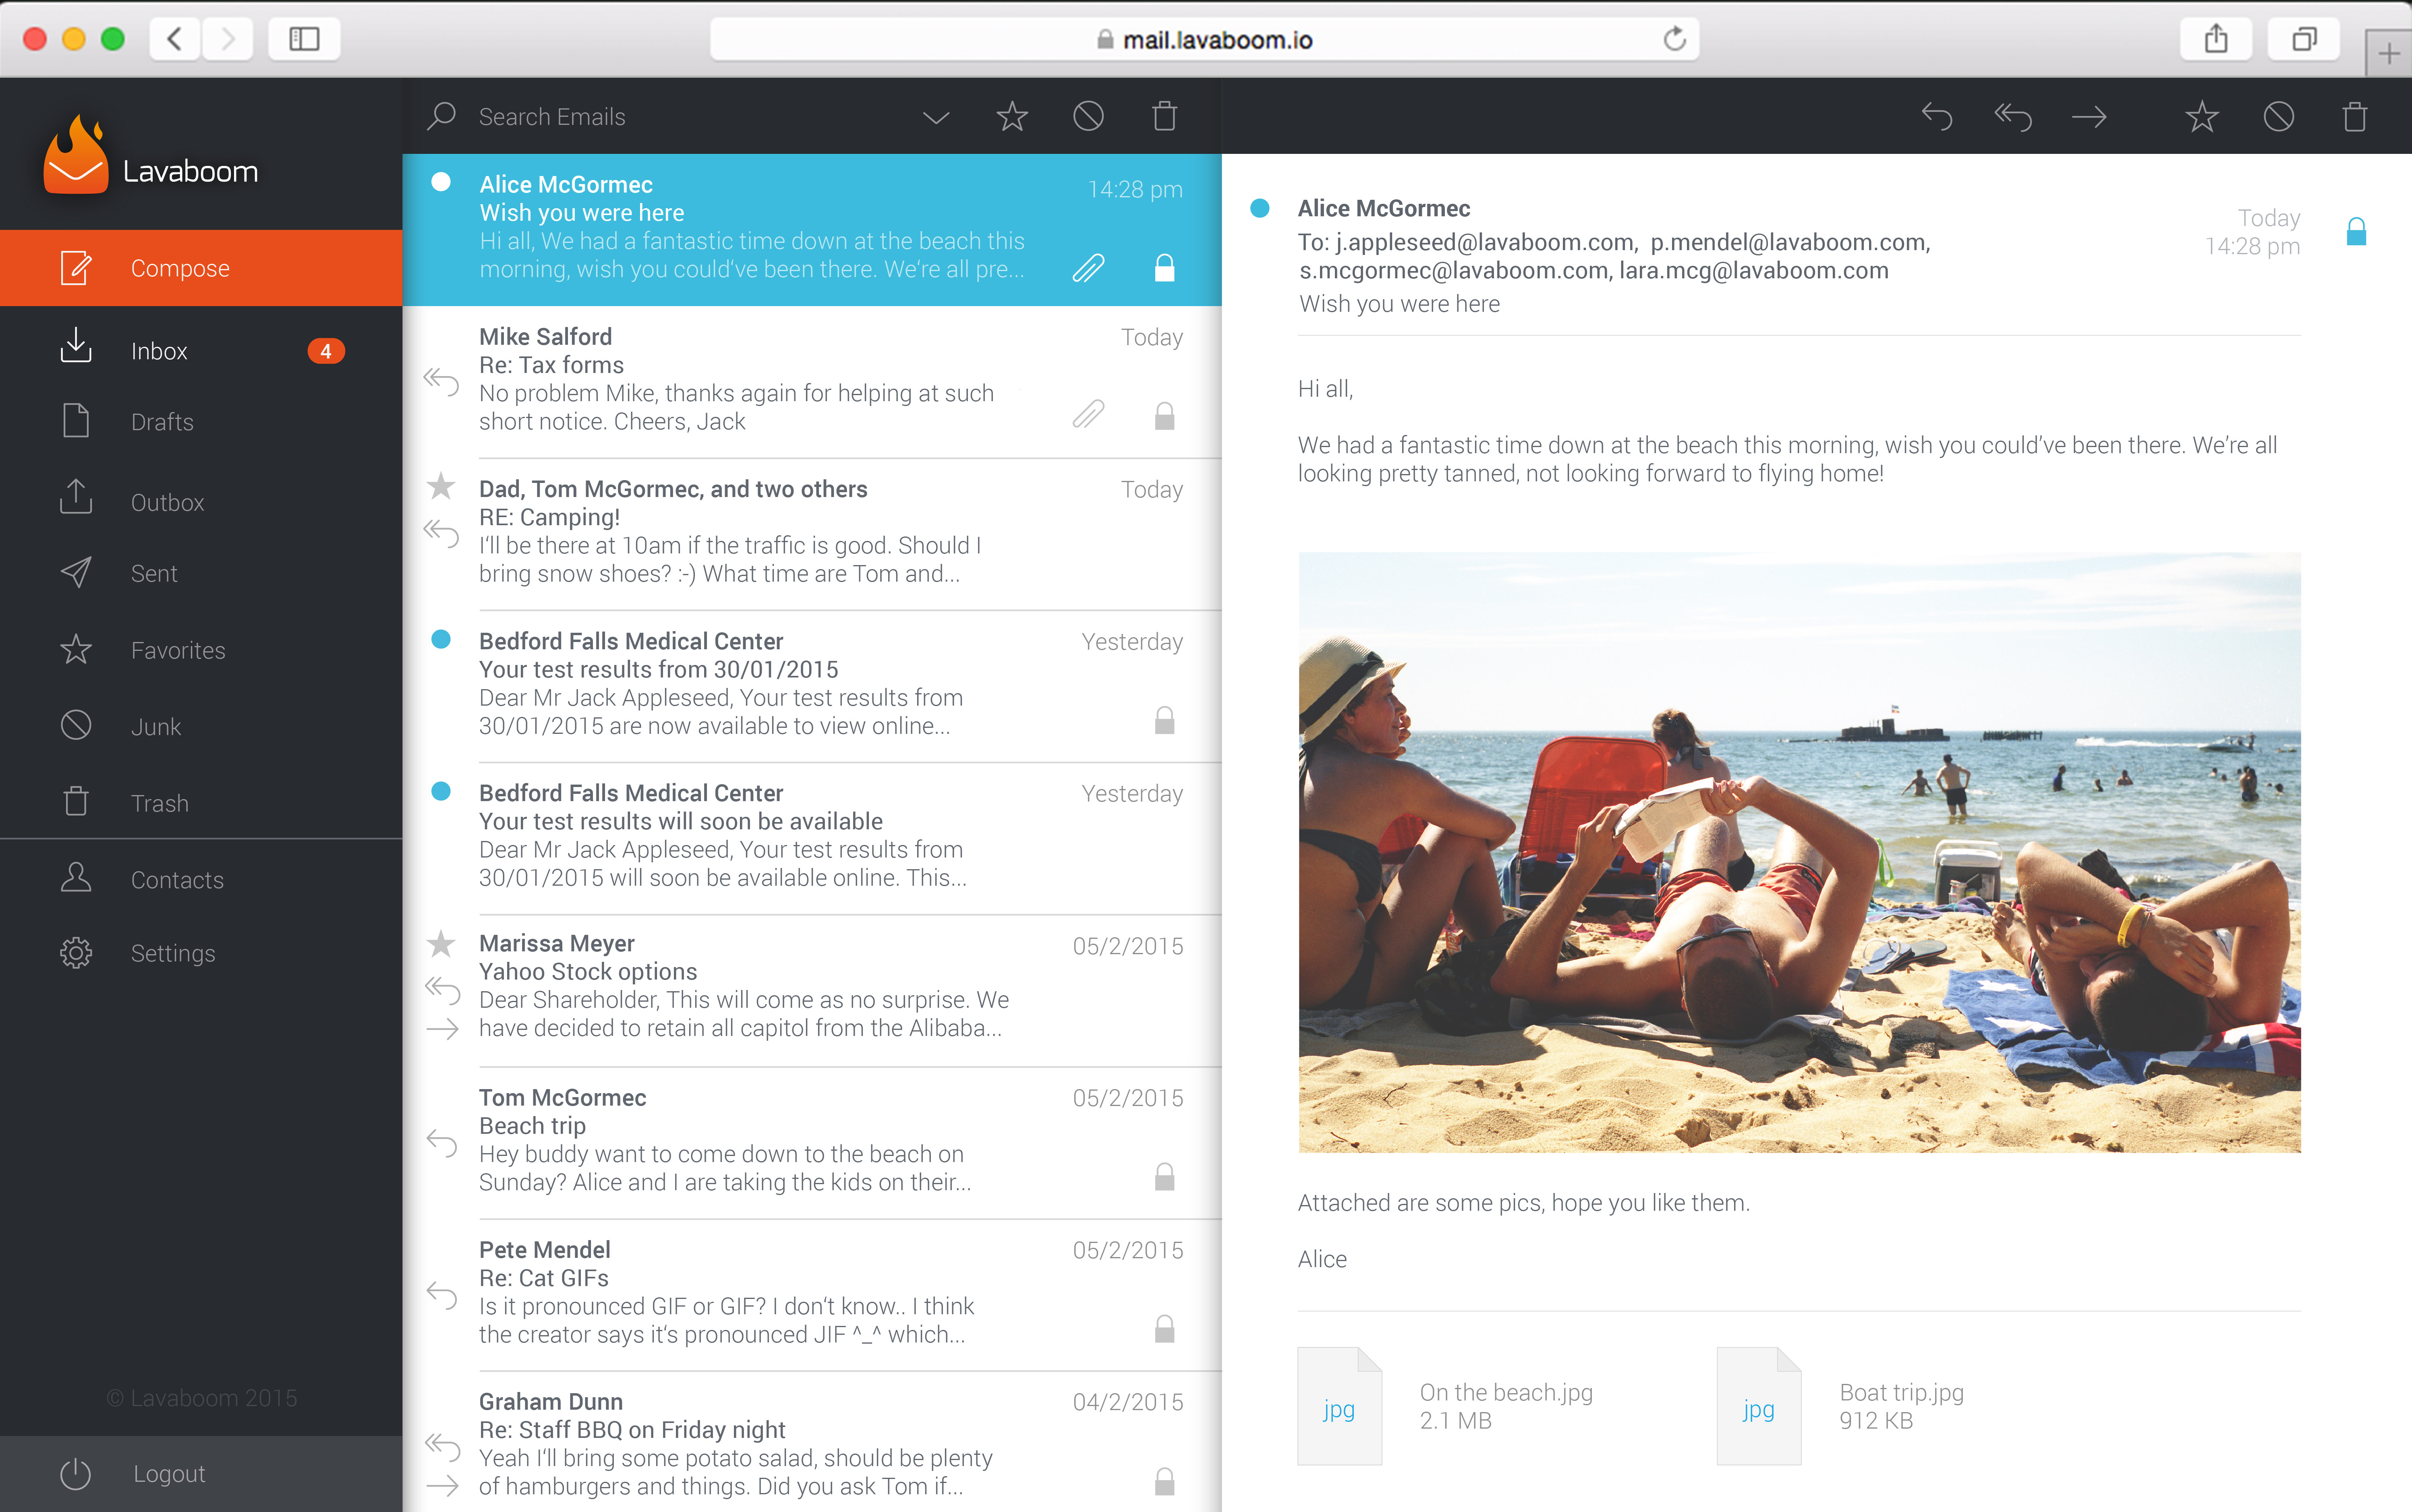 mail.lavaboom.io
Lavaboom
Compose
Inbox
4
Drafts
Outbox
Sent
Favorites
Junk
Trash
Contacts
Settings
© Lavaboom 2015
Logout
Search Emails
Alice McGormec
14:28 pm
Wish you were here
Hi all, We had a fantastic time down at the beach this
morning, wish you could've been there. We're all pre...
Mike Salford
Today
Re: Tax forms
No problem Mike, thanks again for helping at such
short notice. Cheers, Jack
Dad, Tom McGormec, and two others
Today
RE: Camping!
I'll be there at 10am if the traffic is good. Should I
bring snow shoes? :-) What time are Tom and...
Bedford Falls Medical Center
Yesterday
Your test results from 30/01/2015
Dear Mr Jack Appleseed, Your test results from
30/01/2015 are now available to view online...
Bedford Falls Medical Center
Yesterday
Your test results will soon be available
Dear Mr Jack Appleseed, Your test results from
30/01/2015 will soon be available online. This...
Marissa Meyer
05/2/2015
Yahoo Stock options
Dear Shareholder, This will come as no surprise. We
have decided to retain all capitol from the Alibaba...
Tom McGormec
05/2/2015
Beach trip
Hey buddy want to come down to the beach on
Sunday? Alice and I are taking the kids on their...
Pete Mendel
05/2/2015
Re: Cat GIFs
Is it pronounced GIF or GIF? I don't know.. I think
the creator says it's pronounced JIF ^_^ which...
Graham Dunn
04/2/2015
Re: Staff BBQ on Friday night
Yeah I'll bring some potato salad, should be plenty
of hamburgers and things. Did you ask Tom if...
Alice McGormec
Today
14:28 pm
To: j.appleseed@lavaboom.com, p.mendel@lavaboom.com,
s.mcgormec@lavaboom.com, lara.mcg@lavaboom.com
Wish you were here
Hi all,
We had a fantastic time down at the beach this morning, wish you could've been there. We're all
looking pretty tanned, not looking forward to flying home!
Attached are some pics, hope you like them.
Alice
jpg
On the beach.jpg
2.1 MB
jpg
Boat trip.jpg
912 KB